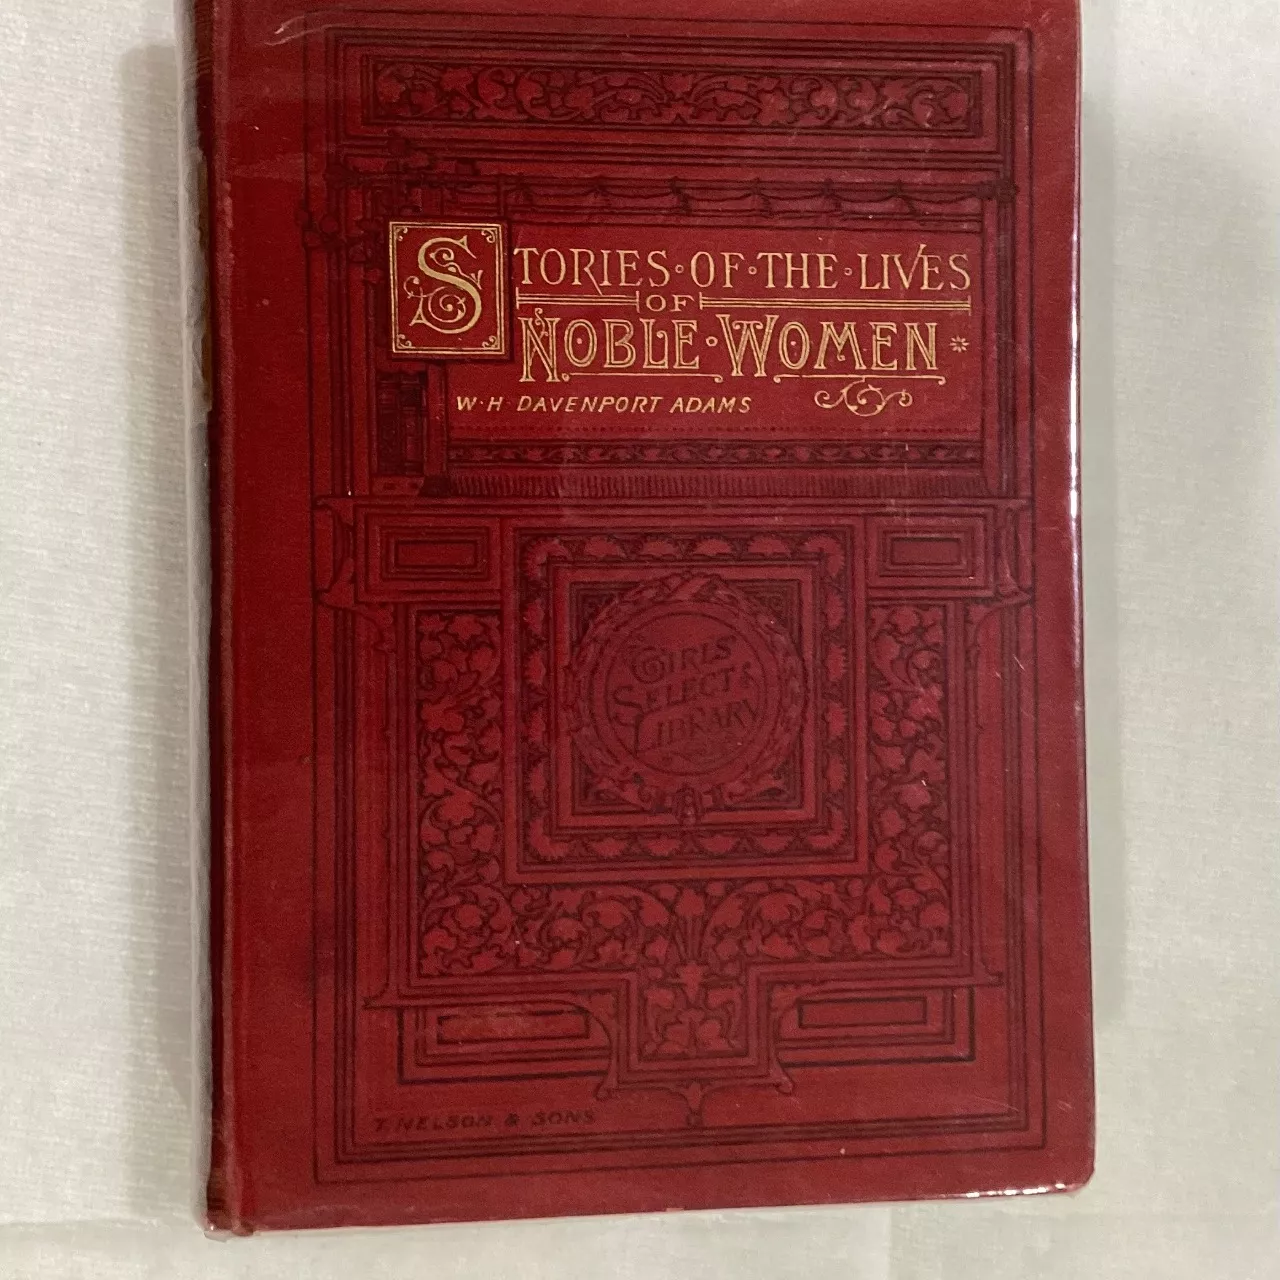 STORIES·OF·THE·LIVES
OF
NOBLE·WOMEN
W·H·DAVENPORT ADAMS
GIRLS'
SELECT
LIBRARY
T. NELSON & SONS